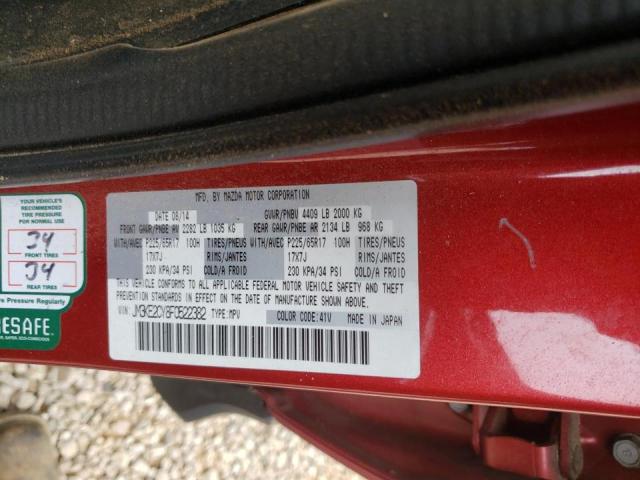 MFD. BY MAZDA MOTOR CORPORATION
DATE 08/14 GVWR/PNBV 4409 LB 2000 KG
FRONT GAWR/PNBE AV 2282 LB 1035 KG REAR GAWR/PNBE AR 2134 LB 968 KG
WITH/AVEC P225/65R17 100H TIRES/PNEUS WITH/AVEC P225/65R17 100H TIRES/PNEUS
17X7J RIMS/JANTES 17X7J RIMS/JANTES
230 KPA/34 PSI COLD/A FROID 230 KPA/34 PSI COLD/A FROID
THIS VEHICLE CONFORMS TO ALL APPLICABLE FEDERAL MOTOR VEHICLE SAFETY AND THEFT
PREVENTION STANDARDS IN EFFECT ON THE DATE OF MANUFACTURE SHOWN ABOVE.
VIN: JM3KE2CY8F0522382 TYPE: MPV COLOR CODE: 41V MADE IN JAPAN
YOUR VEHICLE'S
RECOMMENDED
TIRE PRESSURE
FOR NORMAL USE
34
FRONT TIRES
34
REAR TIRES
RESAFE